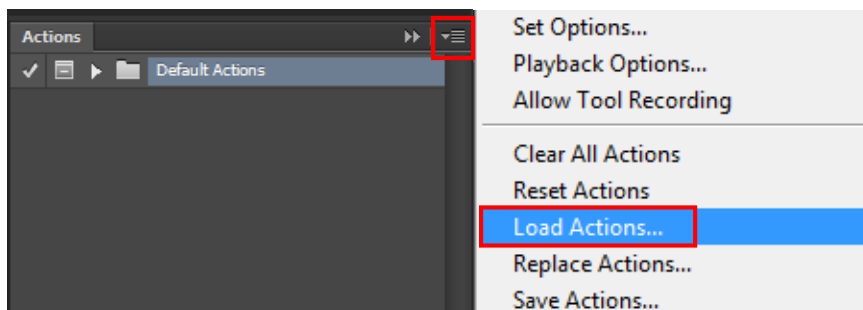 Actions
Default Actions
Set Options...
Playback Options...
Allow Tool Recording
Clear All Actions
Reset Actions
Load Actions...
Replace Actions...
Save Actions...